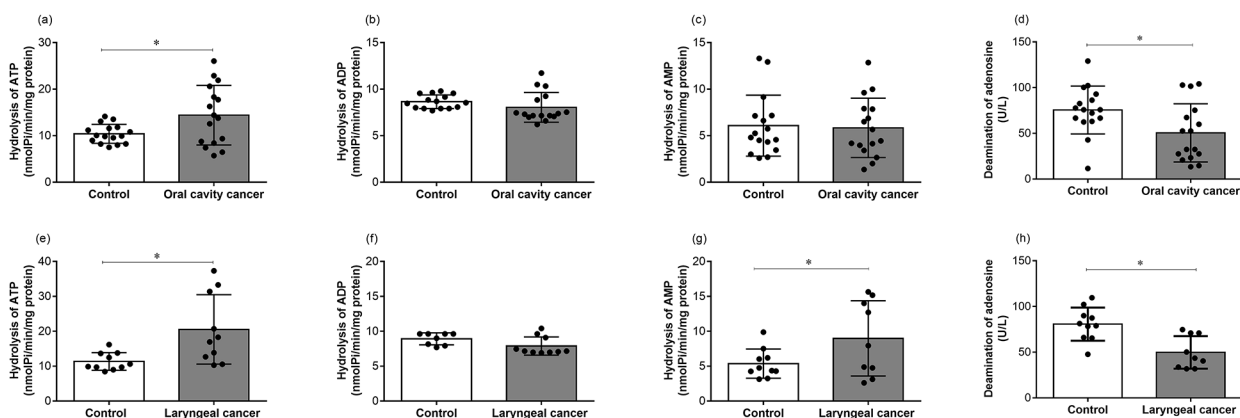 (a)
Hydrolysis of ATP
(nmolPi/min/mg protein)
30
20
10
0
*
Control
Oral cavity cancer
(b)
Hydrolysis of ADP
(nmolPi/min/mg protein)
15
10
5
0
Control
Oral cavity cancer
(c)
Hydrolysis of AMP
(nmolPi/min/mg protein)
15
10
5
0
Control
Oral cavity cancer
(d)
Deamination of adenosine
(U/L)
150
100
50
0
*
Control
Oral cavity cancer
(e)
Hydrolysis of ATP
(nmolPi/min/mg protein)
40
30
20
10
0
*
Control
Laryngeal cancer
(f)
Hydrolysis of ADP
(nmolPi/min/mg protein)
20
15
10
5
0
Control
Laryngeal cancer
(g)
Hydrolysis of AMP
(nmolPi/min/mg protein)
20
15
10
5
0
*
Control
Laryngeal cancer
(h)
Deamination of adenosine
(U/L)
150
100
50
0
*
Control
Laryngeal cancer